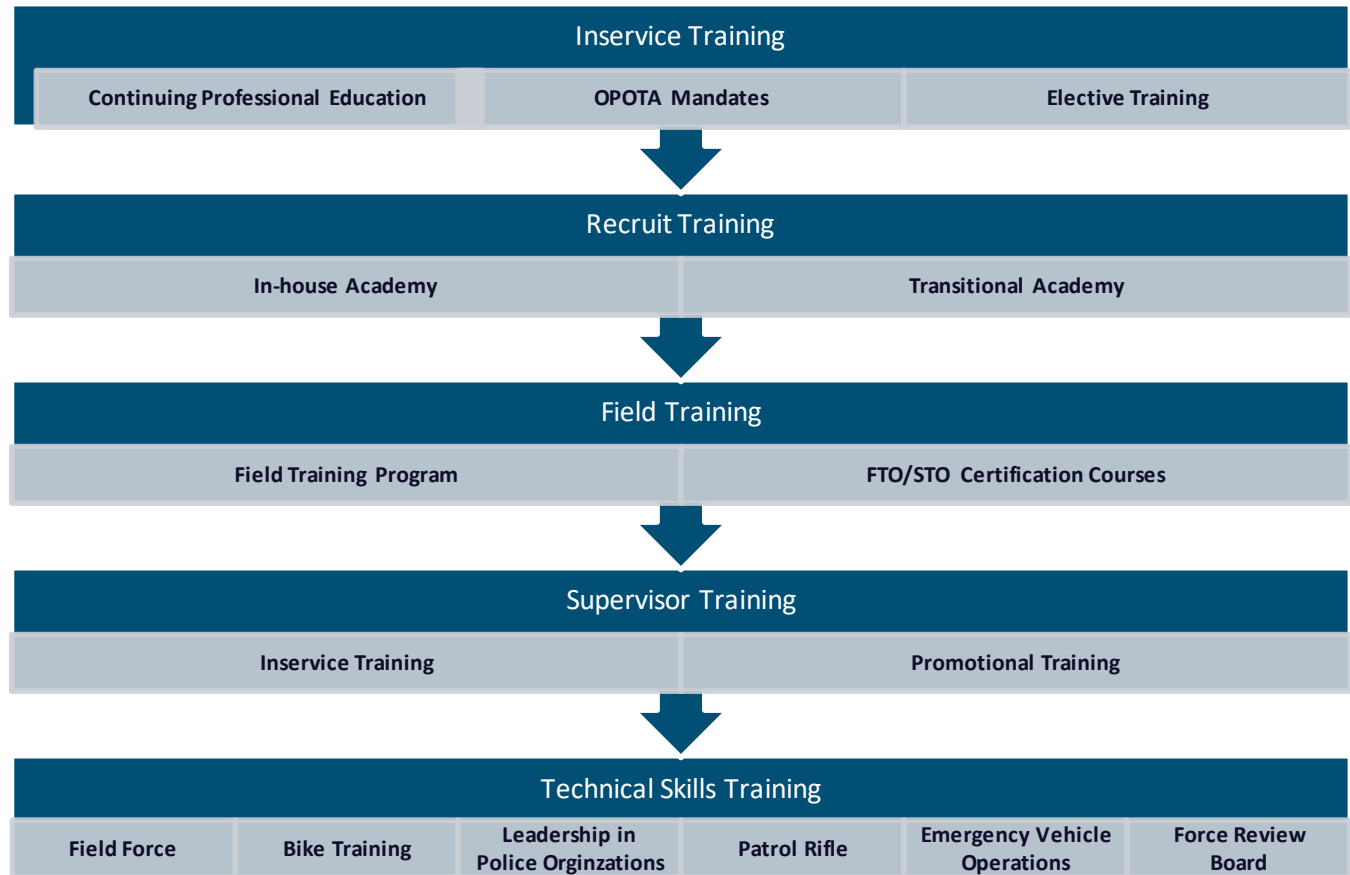 Inservice Training
Continuing Professional Education
OPOTA Mandates
Elective Training
Recruit Training
In-house Academy
Transitional Academy
Field Training
Field Training Program
FTO/STO Certification Courses
Supervisor Training
Inservice Training
Promotional Training
Technical Skills Training
Field Force
Bike Training
Leadership in
Police Orginzations
Patrol Rifle
Emergency Vehicle
Operations
Force Review
Board